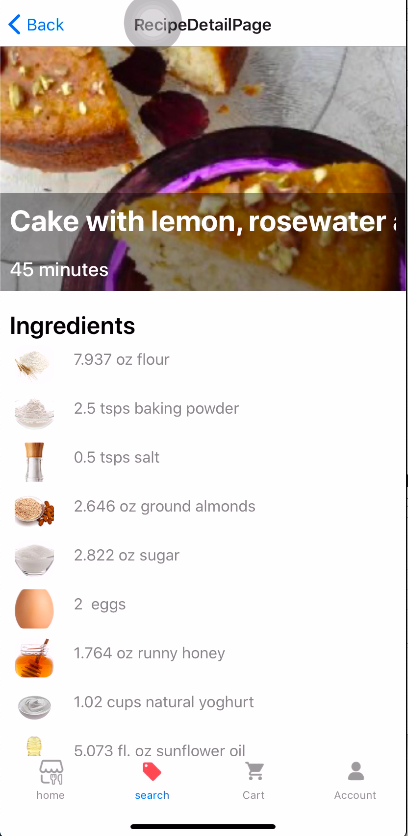 Back
RecipeDetailPage
Cake with lemon, rosewater
45 minutes
Ingredients
7.937 oz flour
2.5 tsps baking powder
0.5 tsps salt
2.646 oz ground almonds
2.822 oz sugar
2 eggs
1.764 oz runny honey
1.02 cups natural yoghurt
5.073 fl. oz sunflower oil
home search Cart Account